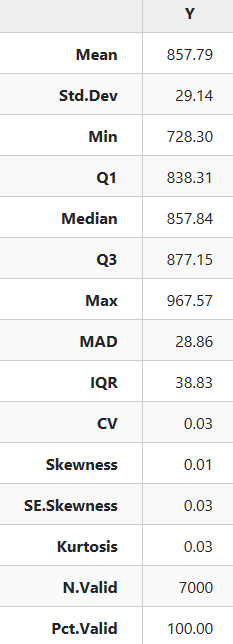 Y
Mean 857.79
Std.Dev 29.14
Min 728.30
Q1 838.31
Median 857.84
Q3 877.15
Max 967.57
MAD 28.86
IQR 38.83
CV 0.03
Skewness 0.01
SE.Skewness 0.03
Kurtosis 0.03
N.Valid 7000
Pct.Valid 100.00